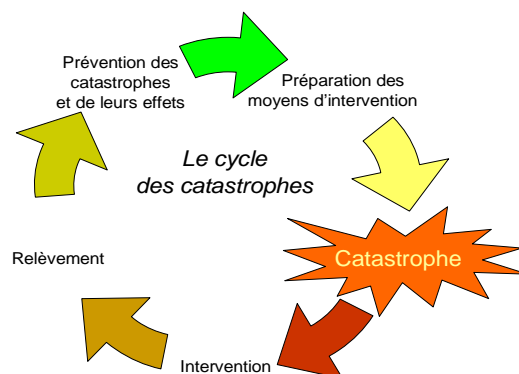 Prévention des
catastrophes
et de leurs effets
Préparation des
moyens d'intervention
Le cycle
des catastrophes
Catastrophe
Relèvement
Intervention